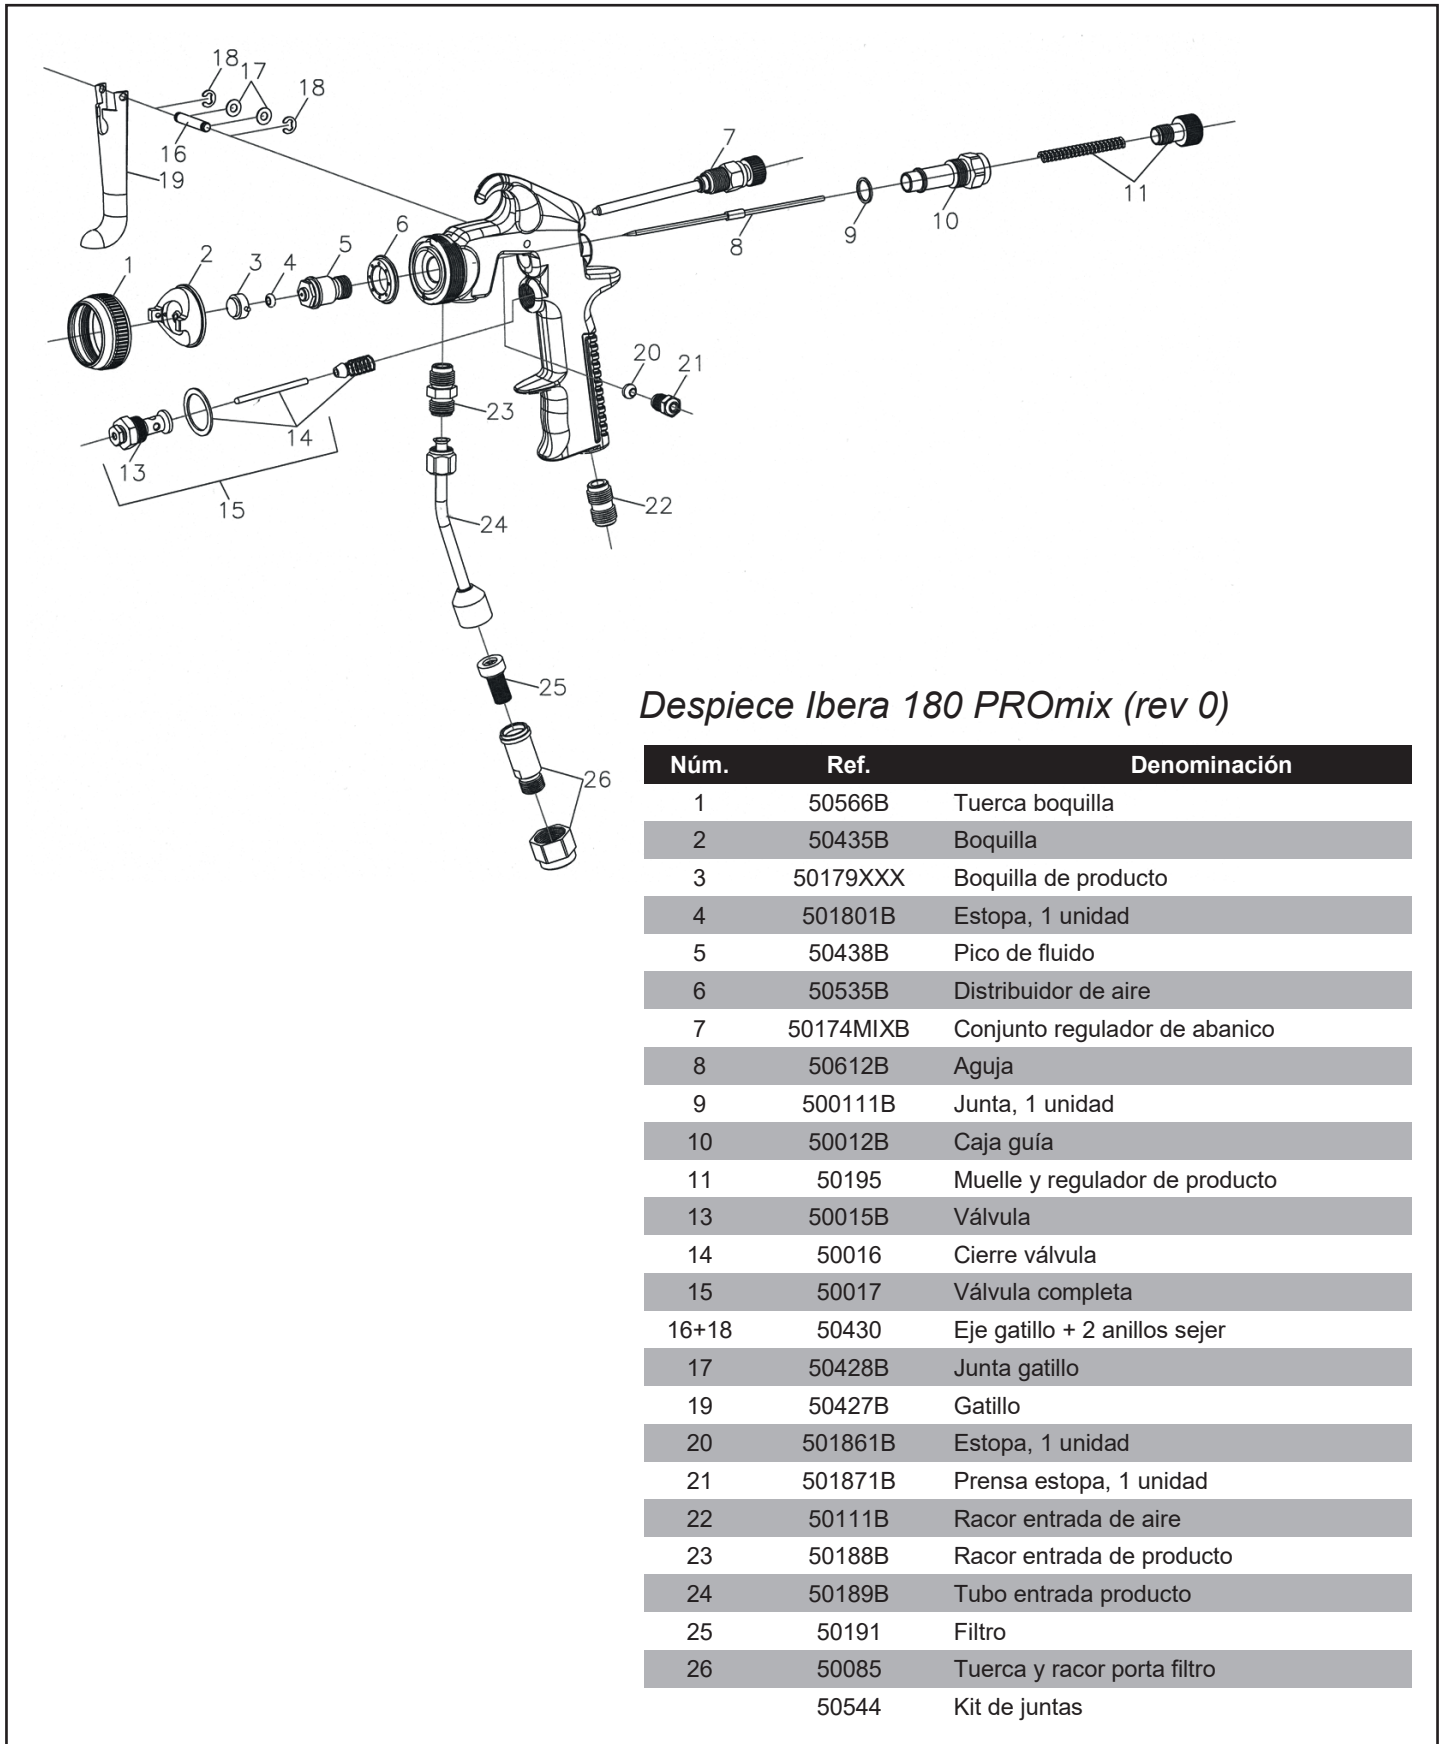 18
17
18
16
19
7
11
10
9
8
6
5
4
3
2
1
20
21
23
14
13
15
22
24
25
26
Despiece Ibera 180 PROmix (rev 0)
Núm. Ref. Denominación
1 50566B Tuerca boquilla
2 50435B Boquilla
3 50179XXX Boquilla de producto
4 501801B Estopa, 1 unidad
5 50438B Pico de fluido
6 50535B Distribuidor de aire
7 50174MIXB Conjunto regulador de abanico
8 50612B Aguja
9 500111B Junta, 1 unidad
10 50012B Caja guía
11 50195 Muelle y regulador de producto
13 50015B Válvula
14 50016 Cierre válvula
15 50017 Válvula completa
16+18 50430 Eje gatillo + 2 anillos sejer
17 50428B Junta gatillo
19 50427B Gatillo
20 501861B Estopa, 1 unidad
21 501871B Prensa estopa, 1 unidad
22 50111B Racor entrada de aire
23 50188B Racor entrada de producto
24 50189B Tubo entrada producto
25 50191 Filtro
26 50085 Tuerca y racor porta filtro
50544 Kit de juntas